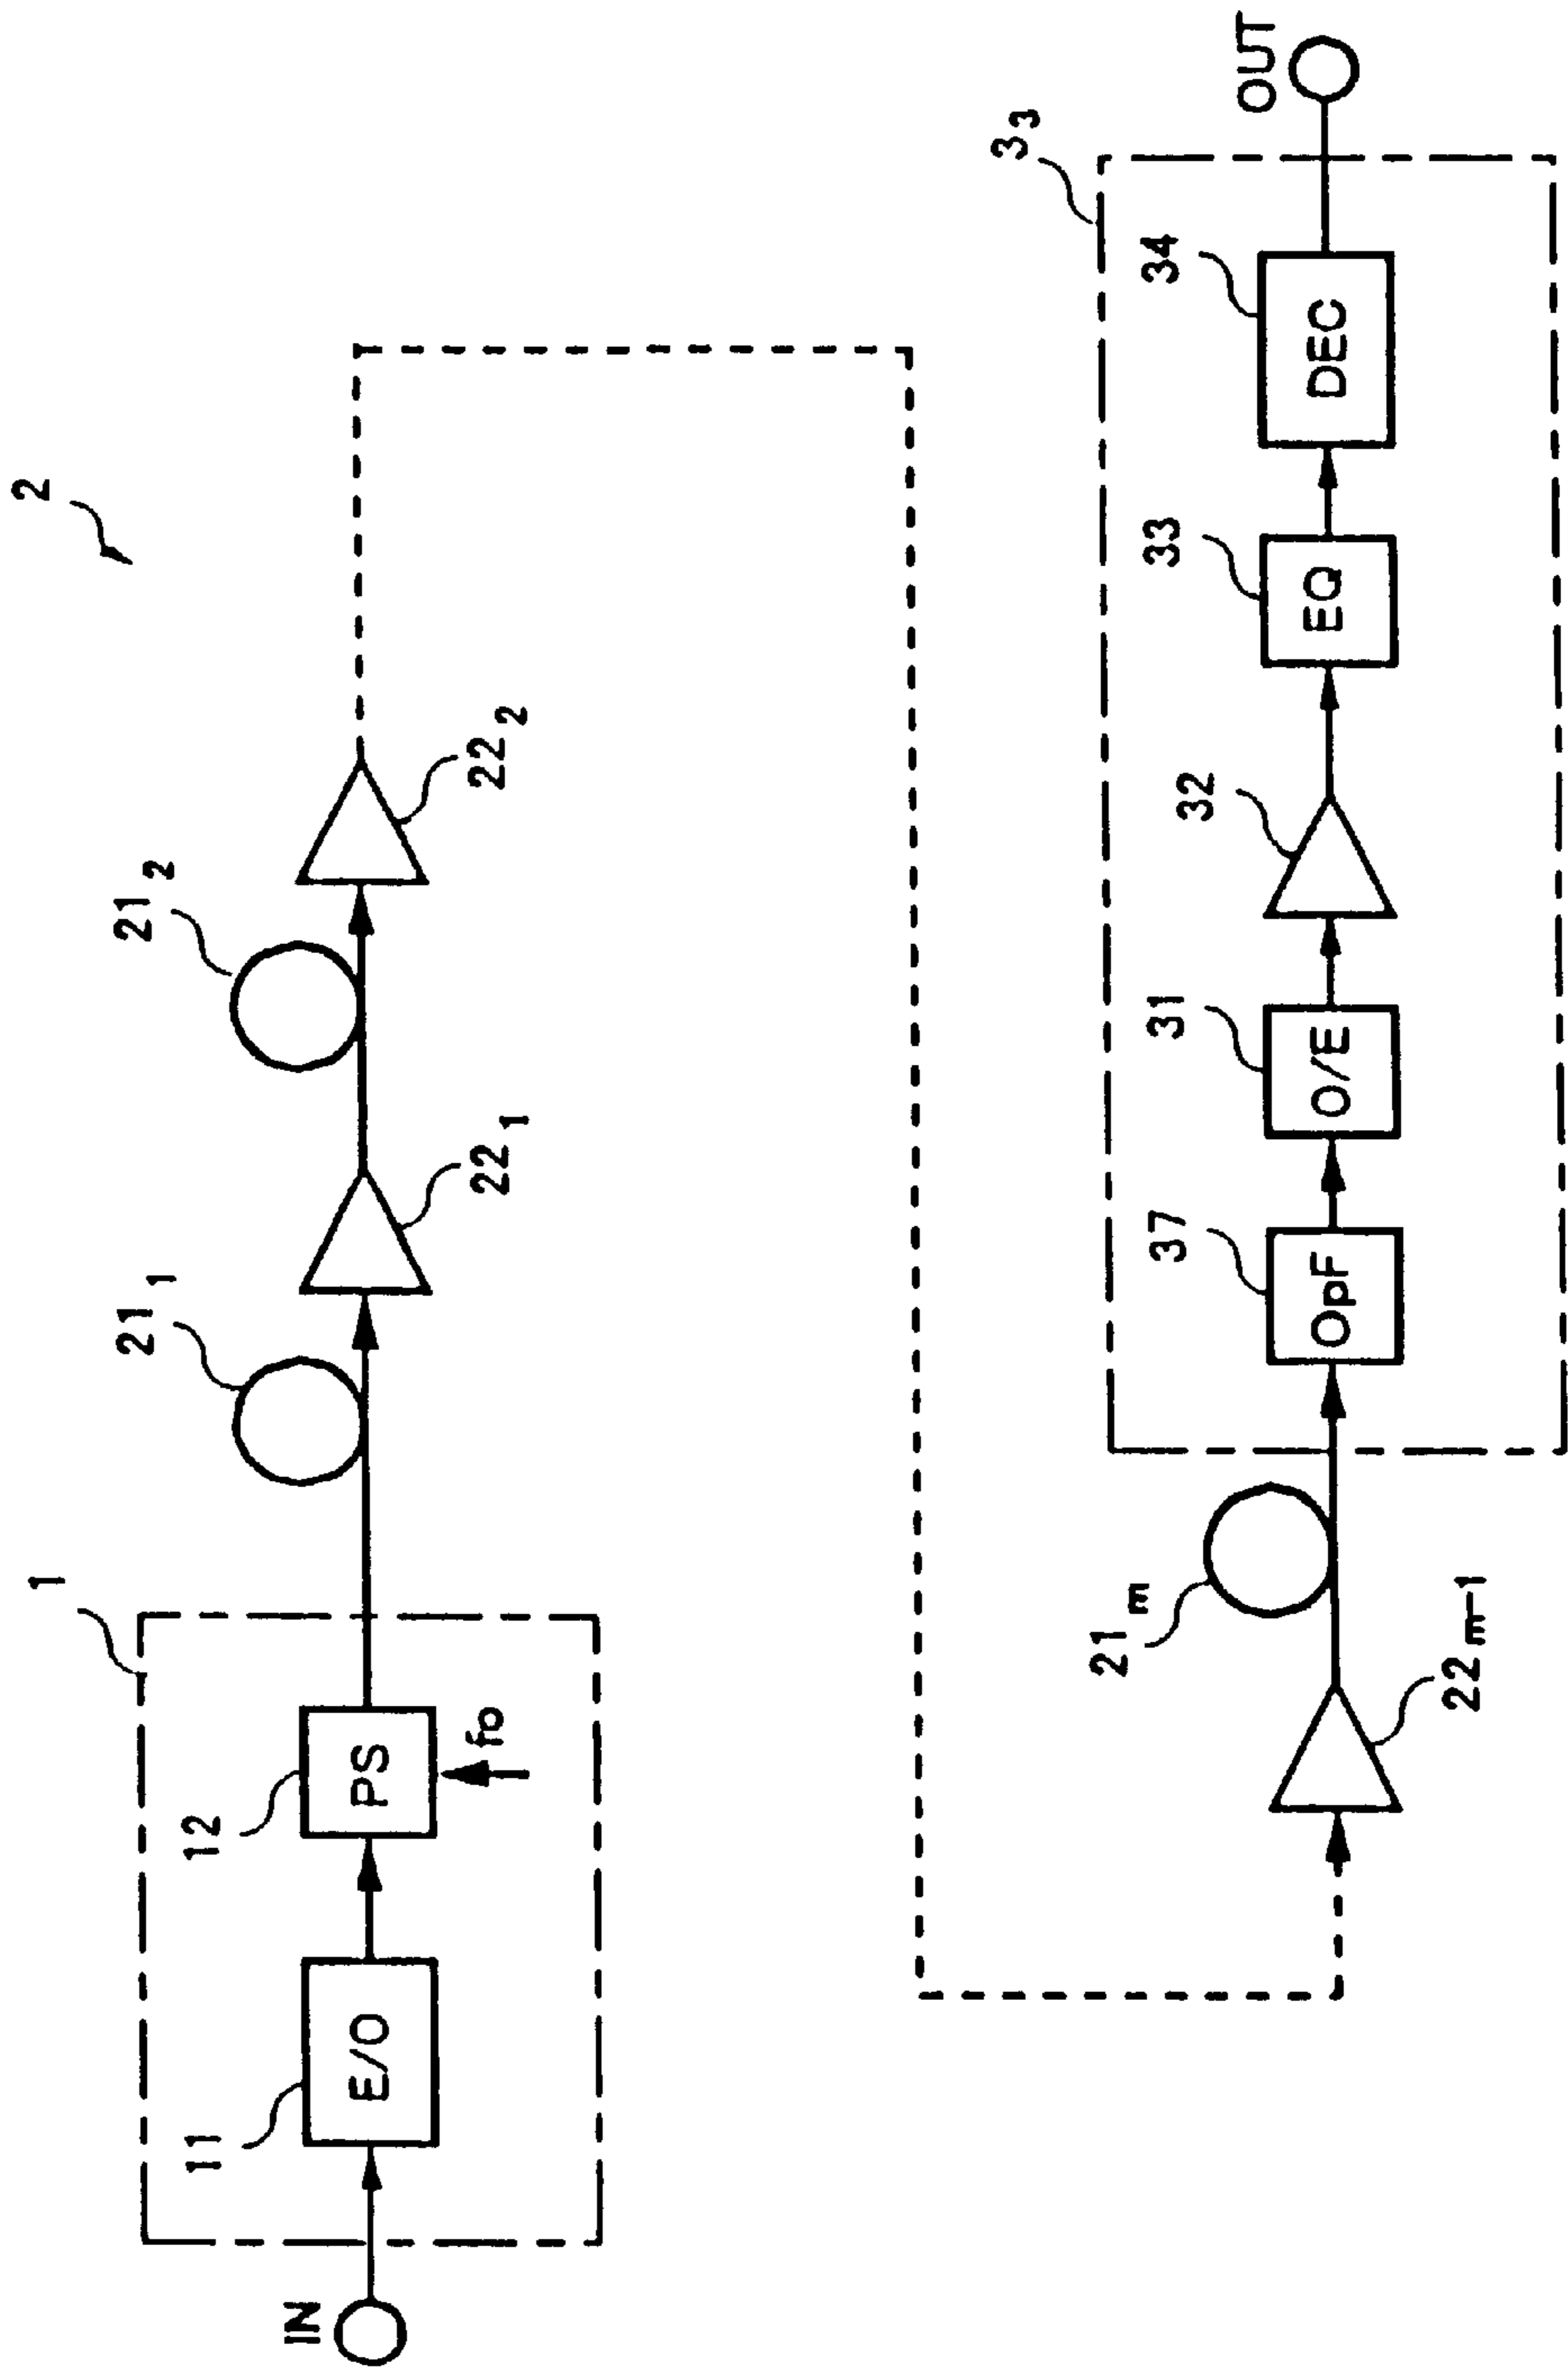 2
1
IN
11
E/O
12
PS
fo
21 1
22 1
21 2
22 2
22 m-1
21 m
3 3
37
OpF
31
O/E
32
33
EQ
34
DEC
OUT